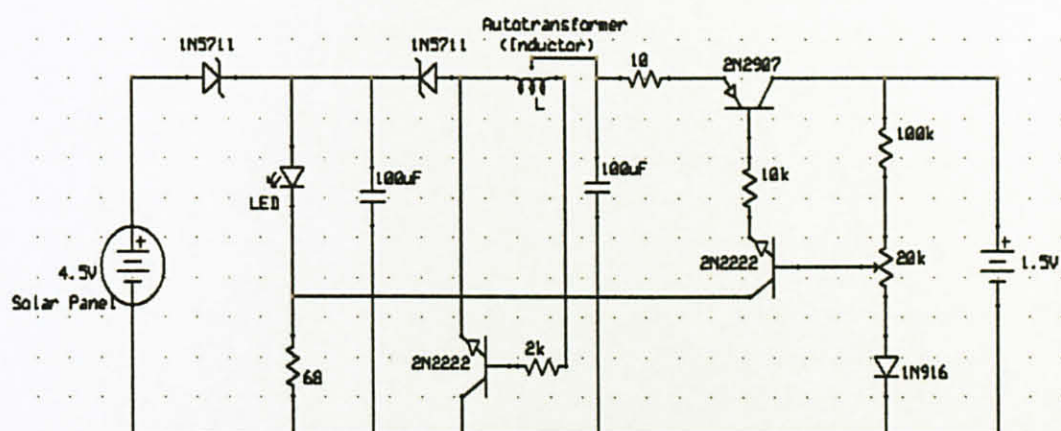 Autotransformer
(Inductor)
1N5711
1N5711
L
10
2N2907
100k
LED
100uF
100uF
10k
+
4.5V
Solar Panel
2N2222
20k
+
1.5V
68
2N2222
2k
1N916